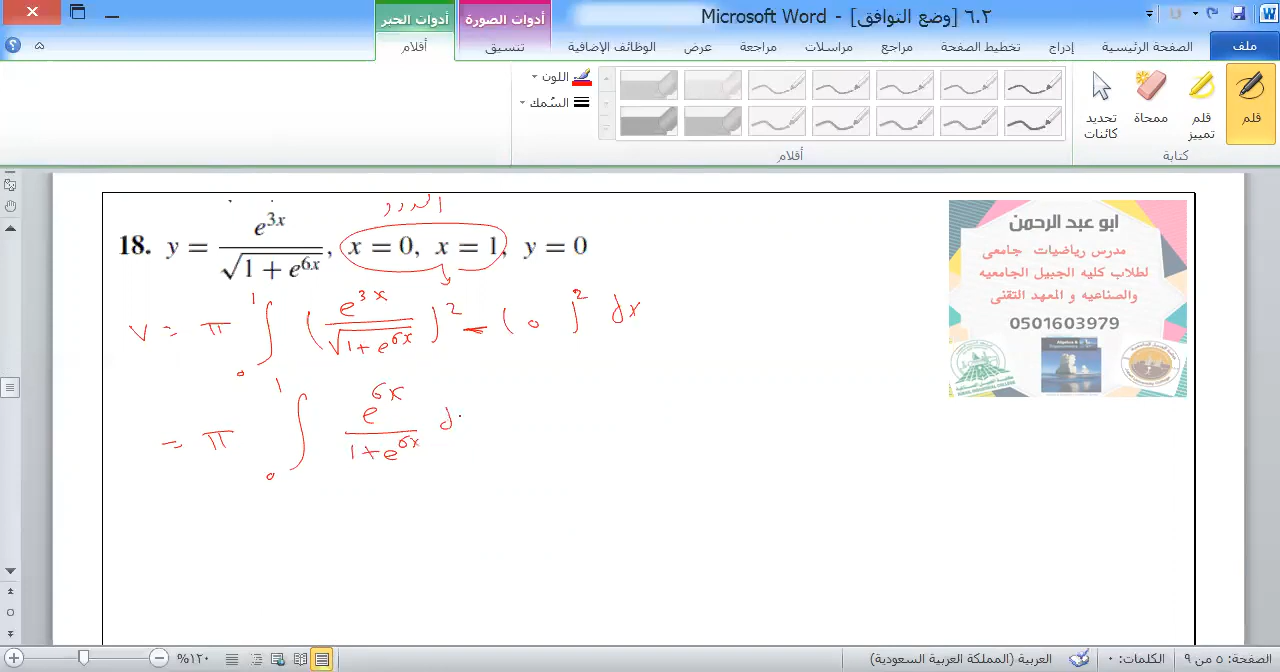 ٦.٢ [وضع التوافق] - Microsoft Word
أدوات الصورة
أدوات الحبر
ملف
الصفحة الرئيسية
إدراج
تخطيط الصفحة
مراجع
مراسلات
مراجعة
عرض
الوظائف الإضافية
تنسيق
أقلام
قلم
قلم تمييز
ممحاة
تحديد كائنات
كتابة
اللون
السُمك
أقلام
18. y = e^{3x} / √(1 + e^{6x}), x = 0, x = 1, y = 0
V = π ∫₀¹ (e^{3x} / √(1+e^{6x}))² - (0)² dx
= π ∫₀¹ e^{6x} / (1+e^{6x}) d
ابو عبد الرحمن
مدرس رياضيات جامعى
لطلاب كليه الجبيل الجامعيه
والصناعيه و المعهد التقنى
0501603979
الصفحة: ٥ من ٩
الكلمات: ٠
العربية (المملكة العربية السعودية)
١٢٠%